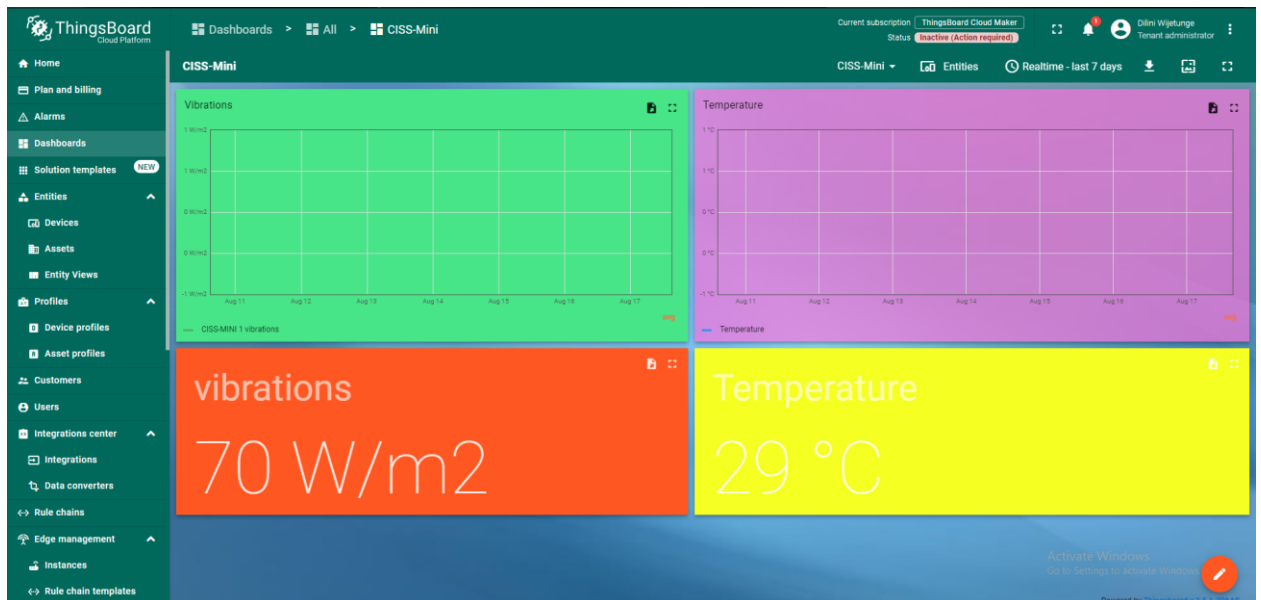 ThingsBoard
Cloud Platform
Dashboards > All > CISS-Mini
Current subscription ThingsBoard Cloud Maker
Status Inactive (Action required)
Dilini Wijetunge
Tenant administrator
Home
Plan and billing
Alarms
Dashboards
Solution templates NEW
Entities
Devices
Assets
Entity Views
Profiles
Device profiles
Asset profiles
Customers
Users
Integrations center
Integrations
Data converters
Rule chains
Edge management
Instances
Rule chain templates
CISS-Mini
CISS-Mini Entities Realtime - last 7 days
Vibrations
1 W/m2
1 W/m2
0 W/m2
0 W/m2
-1 W/m2
Aug 11 Aug 12 Aug 13 Aug 14 Aug 15 Aug 16 Aug 17
avg
CISS-MINI 1 vibrations
Temperature
1 °C
1 °C
0 °C
0 °C
-1 °C
Aug 11 Aug 12 Aug 13 Aug 14 Aug 15 Aug 16 Aug 17
Temperature
vibrations
70 W/m2
Temperature
29 °C
Activate Windows
Go to Settings to activate Windows